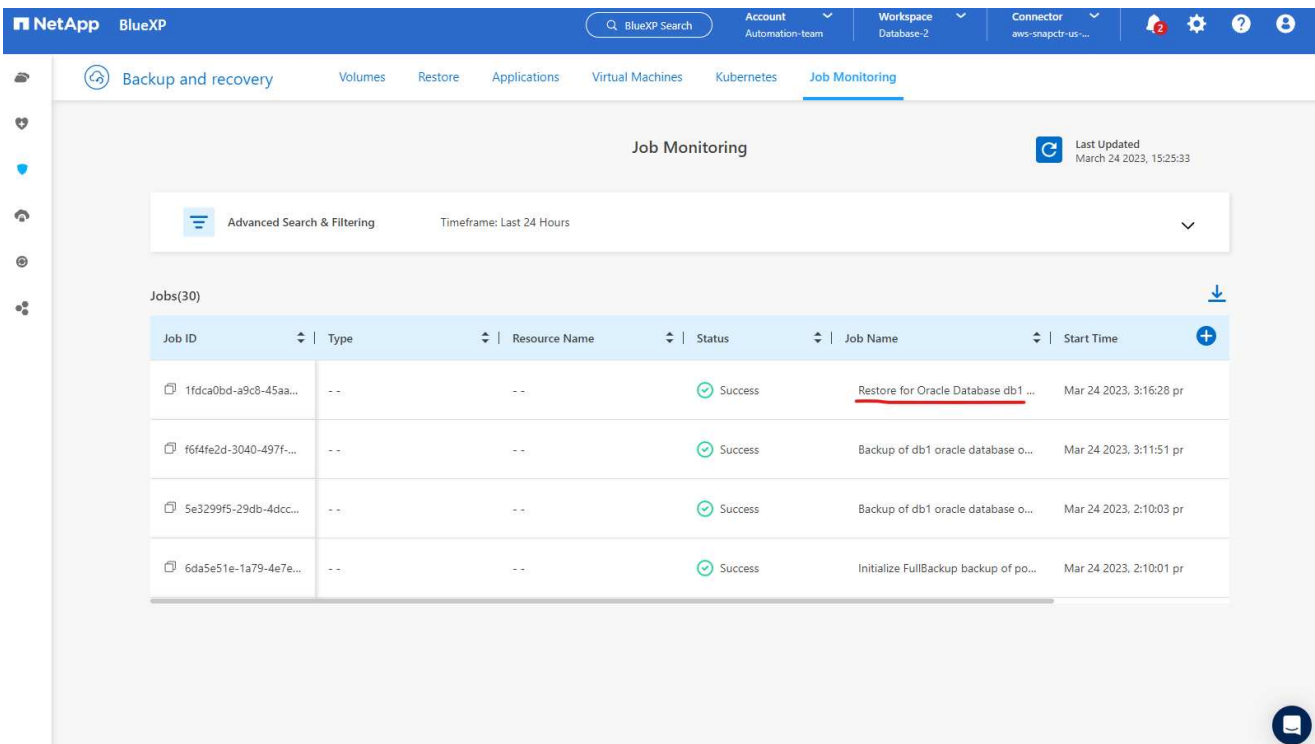 NetApp BlueXP BlueXP Search Account Workspace Connector
Automation-team Database-2 aws-snapctr-us-... 2
Backup and recovery Volumes Restore Applications Virtual Machines Kubernetes Job Monitoring
Job Monitoring
Last Updated
March 24 2023, 15:25:33
Advanced Search & Filtering Timeframe: Last 24 Hours
Jobs(30)
Job ID Type Resource Name Status Job Name Start Time
1fdca0bd-a9c8-45aa... - - - - Success Restore for Oracle Database db1 ... Mar 24 2023, 3:16:28 pr
f6f4fe2d-3040-497f-... - - - - Success Backup of db1 oracle database o... Mar 24 2023, 3:11:51 pr
5e3299f5-29db-4dcc... - - - - Success Backup of db1 oracle database o... Mar 24 2023, 2:10:03 pr
6da5e51e-1a79-4e7e... - - - - Success Initialize FullBackup backup of po... Mar 24 2023, 2:10:01 pr